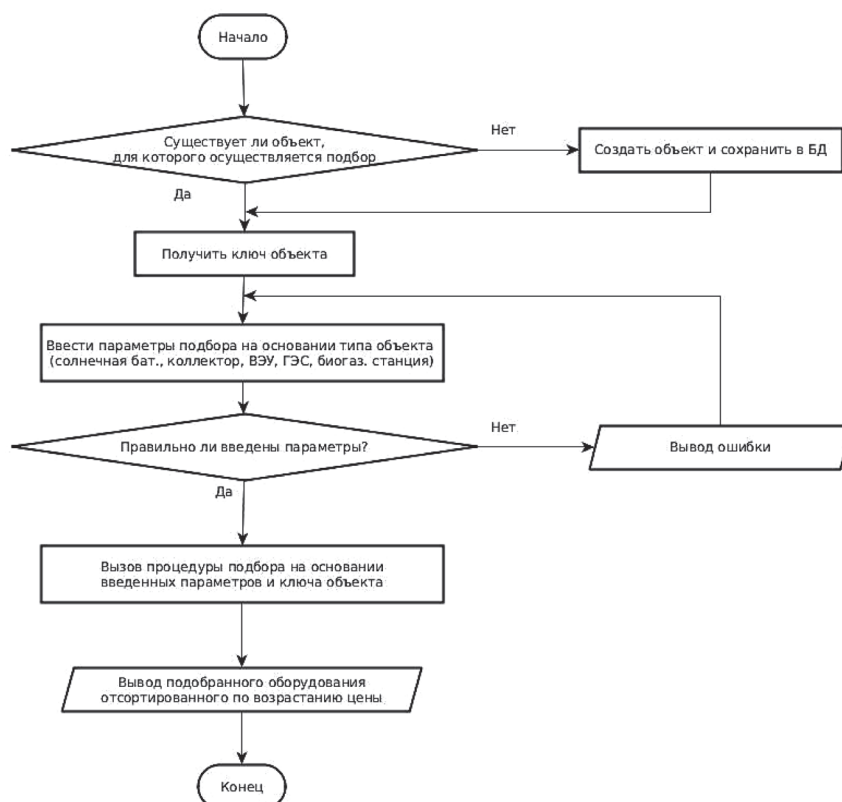 Начало
Существует ли объект,
для которого осуществляется подбор
Нет
Создать объект и сохранить в БД
Да
Получить ключ объекта
Ввести параметры подбора на основании типа объекта
(солнечная бат., коллектор, ВЭУ, ГЭС, биогаз. станция)
Правильно ли введены параметры?
Нет
Вывод ошибки
Да
Вызов процедуры подбора на основании
введенных параметров и ключа объекта
Вывод подобранного оборудования
отсортированного по возрастанию цены
Конец